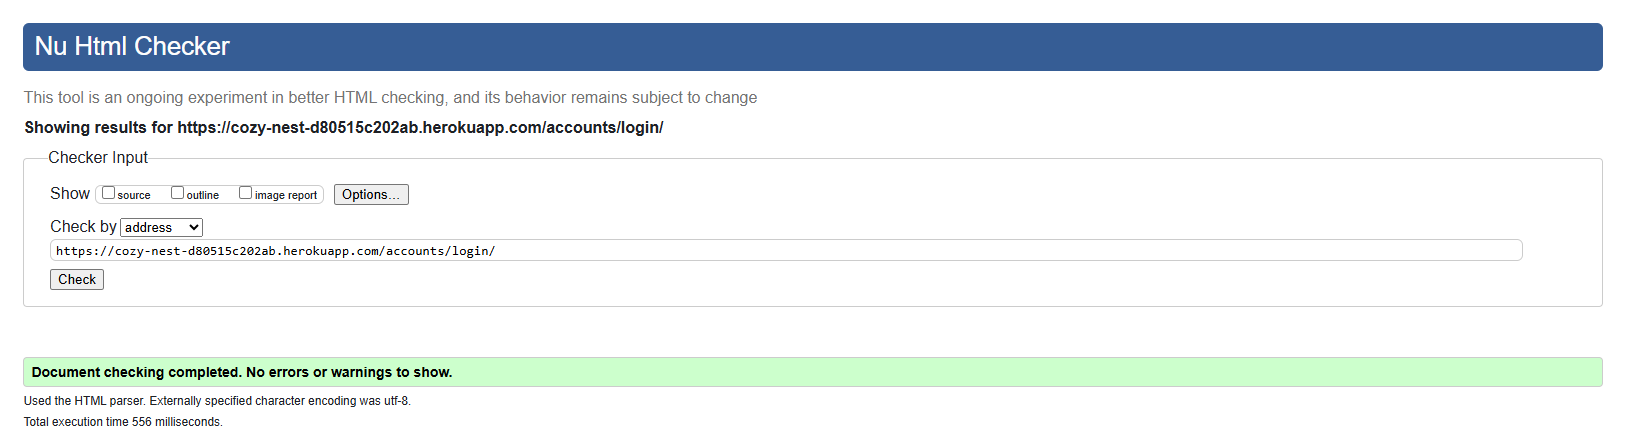 Nu Html Checker
This tool is an ongoing experiment in better HTML checking, and its behavior remains subject to change
Showing results for https://cozy-nest-d80515c202ab.herokuapp.com/accounts/login/
Checker Input
Show source outline image report Options...
Check by address
https://cozy-nest-d80515c202ab.herokuapp.com/accounts/login/
Check
Document checking completed. No errors or warnings to show.
Used the HTML parser. Externally specified character encoding was utf-8.
Total execution time 556 milliseconds.